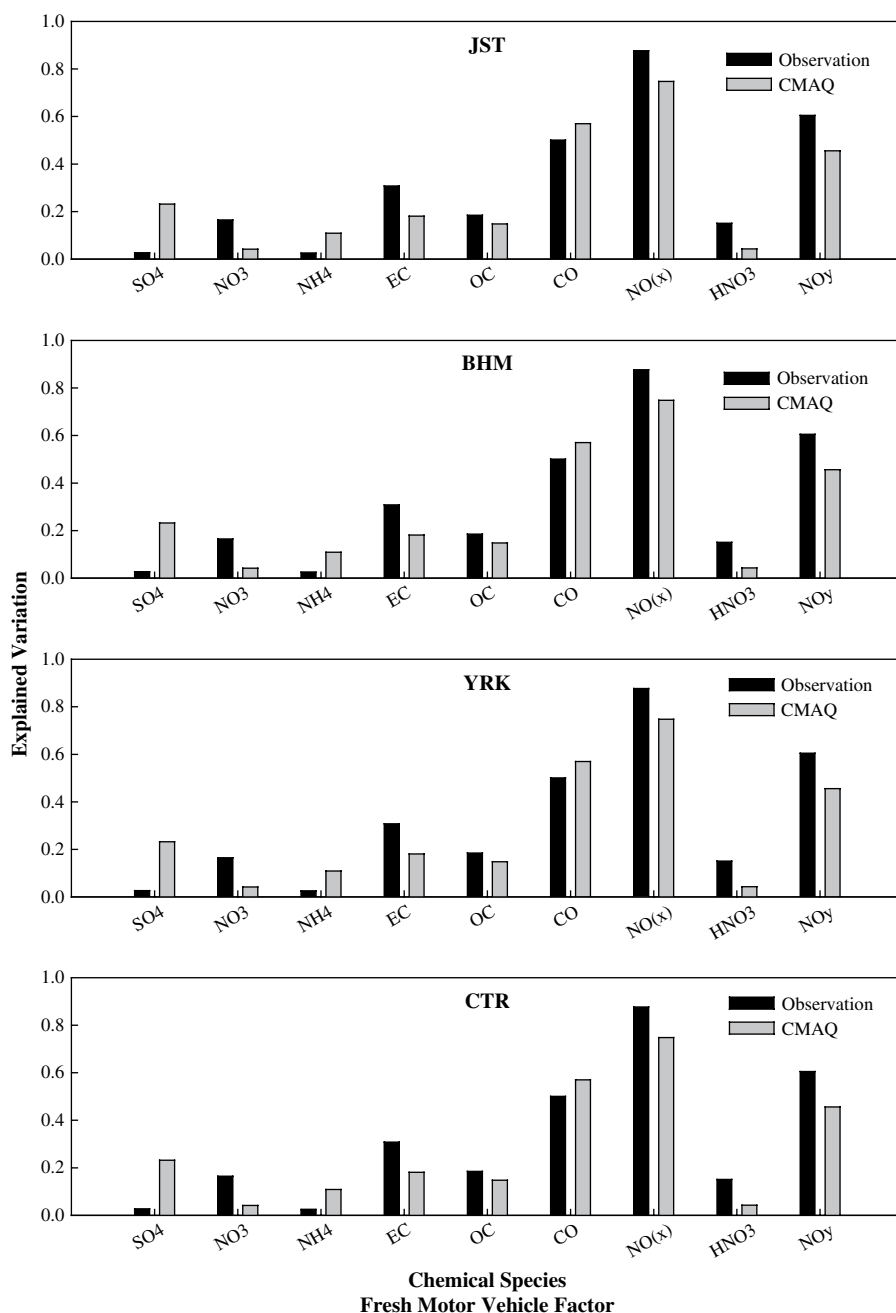 1.0
JST
Observation
0.8
CMAQ
0.6
0.4
0.2
0.0
SO4 NO3 NH4 EC OC CO NO(x) HNO3 NOy
1.0
BHM
Observation
0.8
CMAQ
0.6
0.4
0.2
0.0
SO4 NO3 NH4 EC OC CO NO(x) HNO3 NOy
Explained Variation
1.0
YRK
Observation
0.8
CMAQ
0.6
0.4
0.2
0.0
SO4 NO3 NH4 EC OC CO NO(x) HNO3 NOy
1.0
CTR
Observation
0.8
CMAQ
0.6
0.4
0.2
0.0
SO4 NO3 NH4 EC OC CO NO(x) HNO3 NOy
Chemical Species
Fresh Motor Vehicle Factor